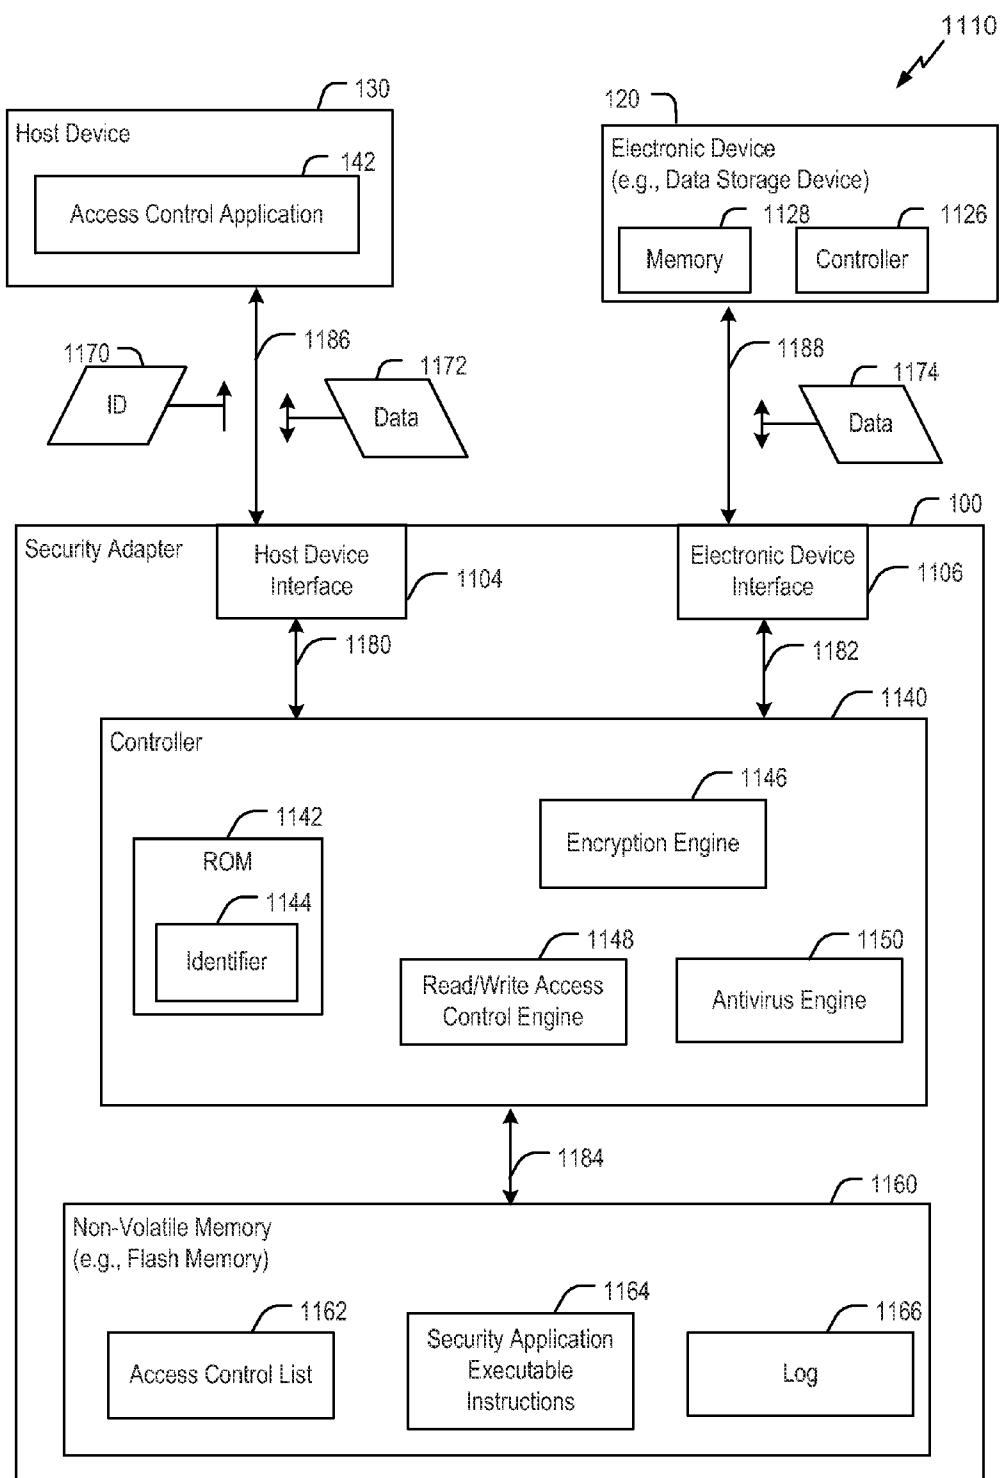 1110
130
Host Device
142
Access Control Application
120
Electronic Device
(e.g., Data Storage Device)
1128
Memory
1126
Controller
1186
1170
ID
1172
Data
1188
1174
Data
100
Security Adapter
Host Device
Interface
1104
Electronic Device
Interface
1106
1180
1182
1140
Controller
1146
Encryption Engine
1142
ROM
1144
Identifier
1148
Read/Write Access
Control Engine
1150
Antivirus Engine
1184
1160
Non-Volatile Memory
(e.g., Flash Memory)
1162
Access Control List
1164
Security Application
Executable
Instructions
1166
Log